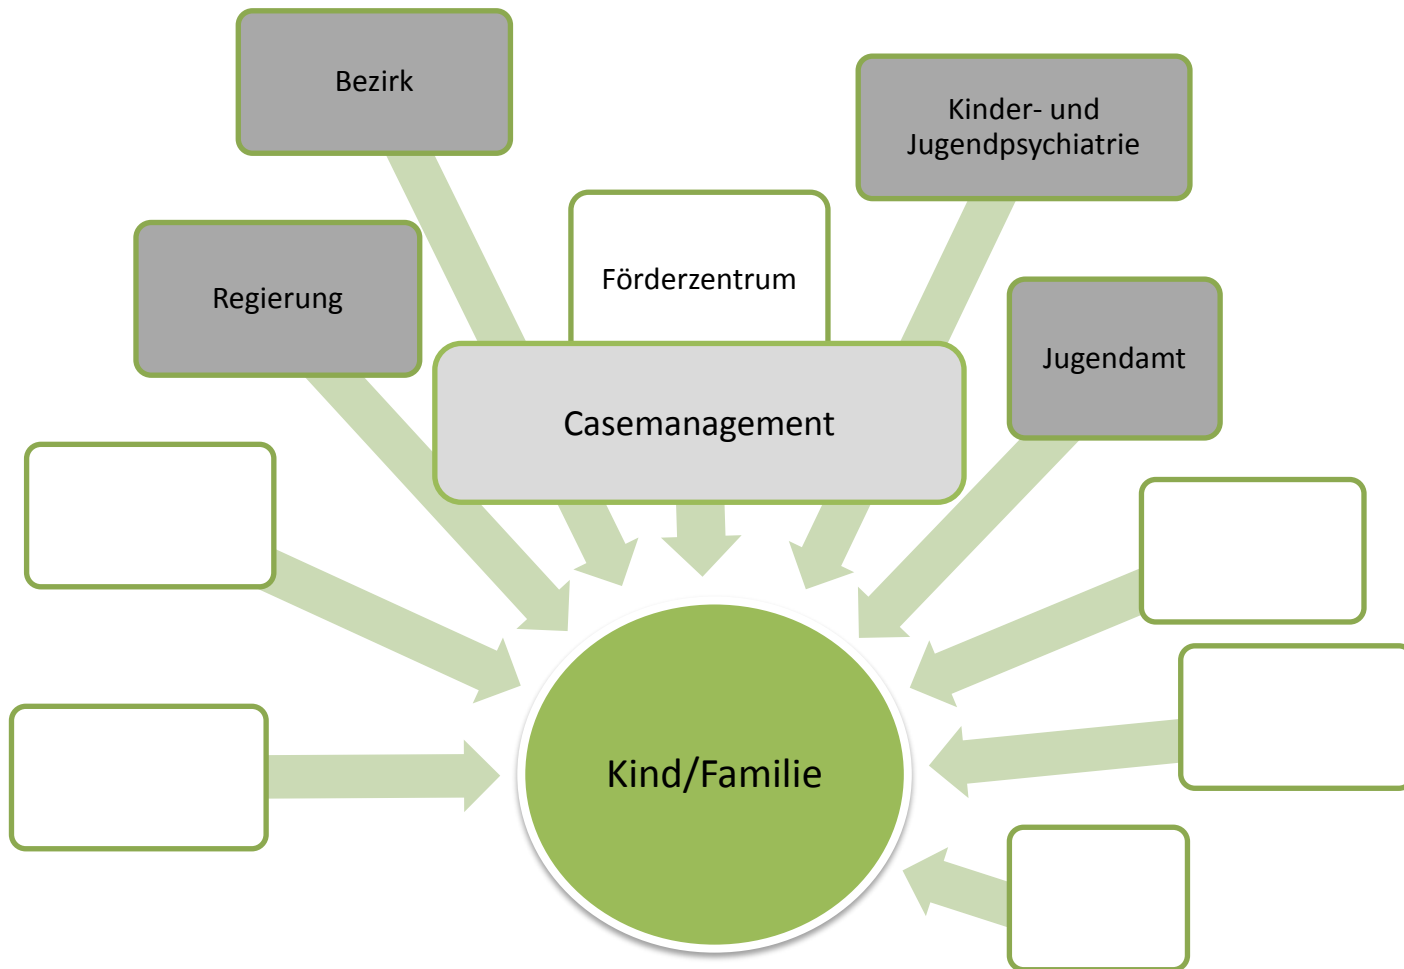 Bezirk
Kinder- und
Jugendpsychiatrie
Förderzentrum
Regierung
Jugendamt
Casemanagement
Kind/Familie